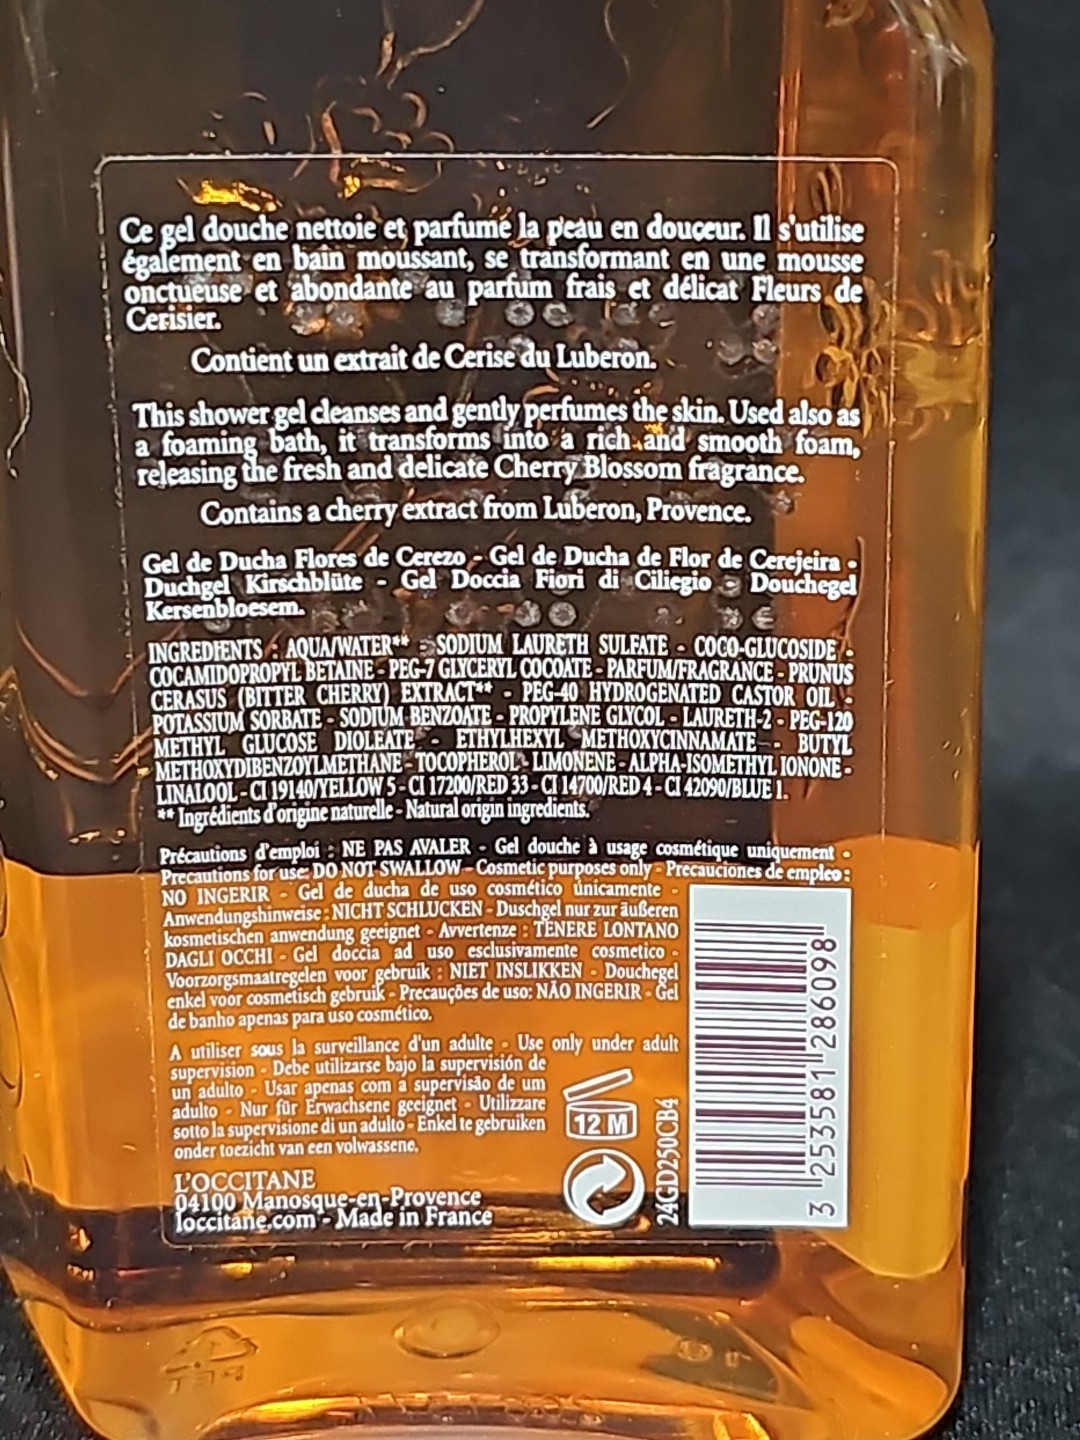 Ce gel douche nettoie et parfume la peau en douceur. Il s'utilise
également en bain moussant, se transformant en une mousse
onctueuse et abondante au parfum frais et délicat Fleurs de
Cerisier.
Contient un extrait de Cerise du Luberon.
This shower gel cleanses and gently perfumes the skin. Used also as
a foaming bath, it transforms into a rich and smooth foam,
releasing the fresh and delicate Cherry Blossom fragrance.
Contains a cherry extract from Luberon, Provence.
Gel de Ducha Flores de Cerezo - Gel de Ducha de Flor de Cerejeira -
Duchgel Kirschblüte - Gel Doccia Fiori di Ciliegio - Douchegel
Kersenbloesem.
INGREDIENTS : AQUA/WATER** - SODIUM LAURETH SULFATE - COCO-GLUCOSIDE -
COCAMIDOPROPYL BETAINE - PEG-7 GLYCERYL COCOATE - PARFUM/FRAGRANCE - PRUNUS
CERASUS (BITTER CHERRY) EXTRACT** - PEG-40 HYDROGENATED CASTOR OIL -
POTASSIUM SORBATE - SODIUM BENZOATE - PROPYLENE GLYCOL - LAURETH-2 - PEG-120
METHYL GLUCOSE DIOLEATE - ETHYLHEXYL METHOXYCINNAMATE - BUTYL
METHOXYDIBENZOYLMETHANE - TOCOPHEROL - LIMONENE - ALPHA-ISOMETHYL IONONE -
LINALOOL - CI 19140/YELLOW 5 - CI 17200/RED 33 - CI 14700/RED 4 - CI 42090/BLUE 1.
** Ingrédients d'origine naturelle - Natural origin ingredients.
Précautions d'emploi : NE PAS AVALER - Gel douche à usage cosmétique uniquement -
Precautions for use: DO NOT SWALLOW - Cosmetic purposes only - Precauciones de empleo :
NO INGERIR - Gel de ducha de uso cosmético únicamente -
Anwendungshinweise : NICHT SCHLUCKEN - Duschgel nur zur äußeren
kosmetischen anwendung geeignet - Avvertenze : TENERE LONTANO
DAGLI OCCHI - Gel doccia ad uso esclusivamente cosmetico -
Voorzorgsmaatregelen voor gebruik : NIET INSLIKKEN - Douchegel
enkel voor cosmetisch gebruik - Precauções de uso: NÃO INGERIR - Gel
de banho apenas para uso cosmético.
A utiliser sous la surveillance d'un adulte - Use only under adult
supervision - Debe utilizarse bajo la supervisión de
un adulto - Usar apenas com a supervisão de um
adulto - Nur für Erwachsene geeignet - Utilizzare
sotto la supervisione di un adulto - Enkel te gebruiken
onder toezicht van een volwassene.
12 M
L'OCCITANE
04100 Manosque-en-Provence
loccitane.com - Made in France
24GD250CB4
3 253581 286098
PET